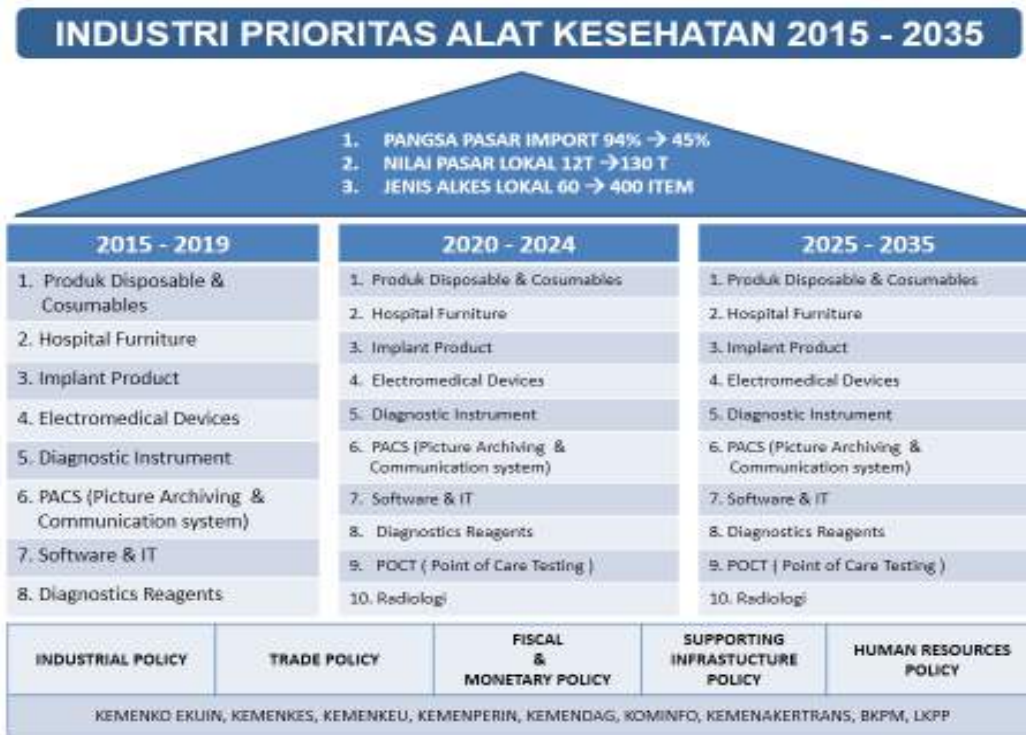 INDUSTRI PRIORITAS ALAT KESEHATAN 2015 - 2035
1. PANGSA PASAR IMPORT 94% → 45%
2. NILAI PASAR LOKAL 12T →130 T
3. JENIS ALKES LOKAL 60 → 400 ITEM
2015 - 2019
1. Produk Disposable &
Cosumables
2. Hospital Furniture
3. Implant Product
4. Electromedical Devices
5. Diagnostic Instrument
6. PACS (Picture Archiving &
Communication system)
7. Software & IT
8. Diagnostics Reagents
2020 - 2024
1. Produk Disposable & Cosumables
2. Hospital Furniture
3. Implant Product
4. Electromedical Devices
5. Diagnostic Instrument
6. PACS (Picture Archiving &
Communication system)
7. Software & IT
8. Diagnostics Reagents
9. POCT ( Point of Care Testing )
10. Radiologi
2025 - 2035
1. Produk Disposable & Cosumables
2. Hospital Furniture
3. Implant Product
4. Electromedical Devices
5. Diagnostic Instrument
6. PACS (Picture Archiving &
Communication system)
7. Software & IT
8. Diagnostics Reagents
9. POCT ( Point of Care Testing )
10. Radiologi
INDUSTRIAL POLICY
TRADE POLICY
FISCAL
&
MONETARY POLICY
SUPPORTING
INFRASTUCTURE
POLICY
HUMAN RESOURCES
POLICY
KEMENKO EKUIN, KEMENKES, KEMENKEU, KEMENPERIN, KEMENDAG, KOMINFO, KEMENAKERTRANS, BKPM, LKPP